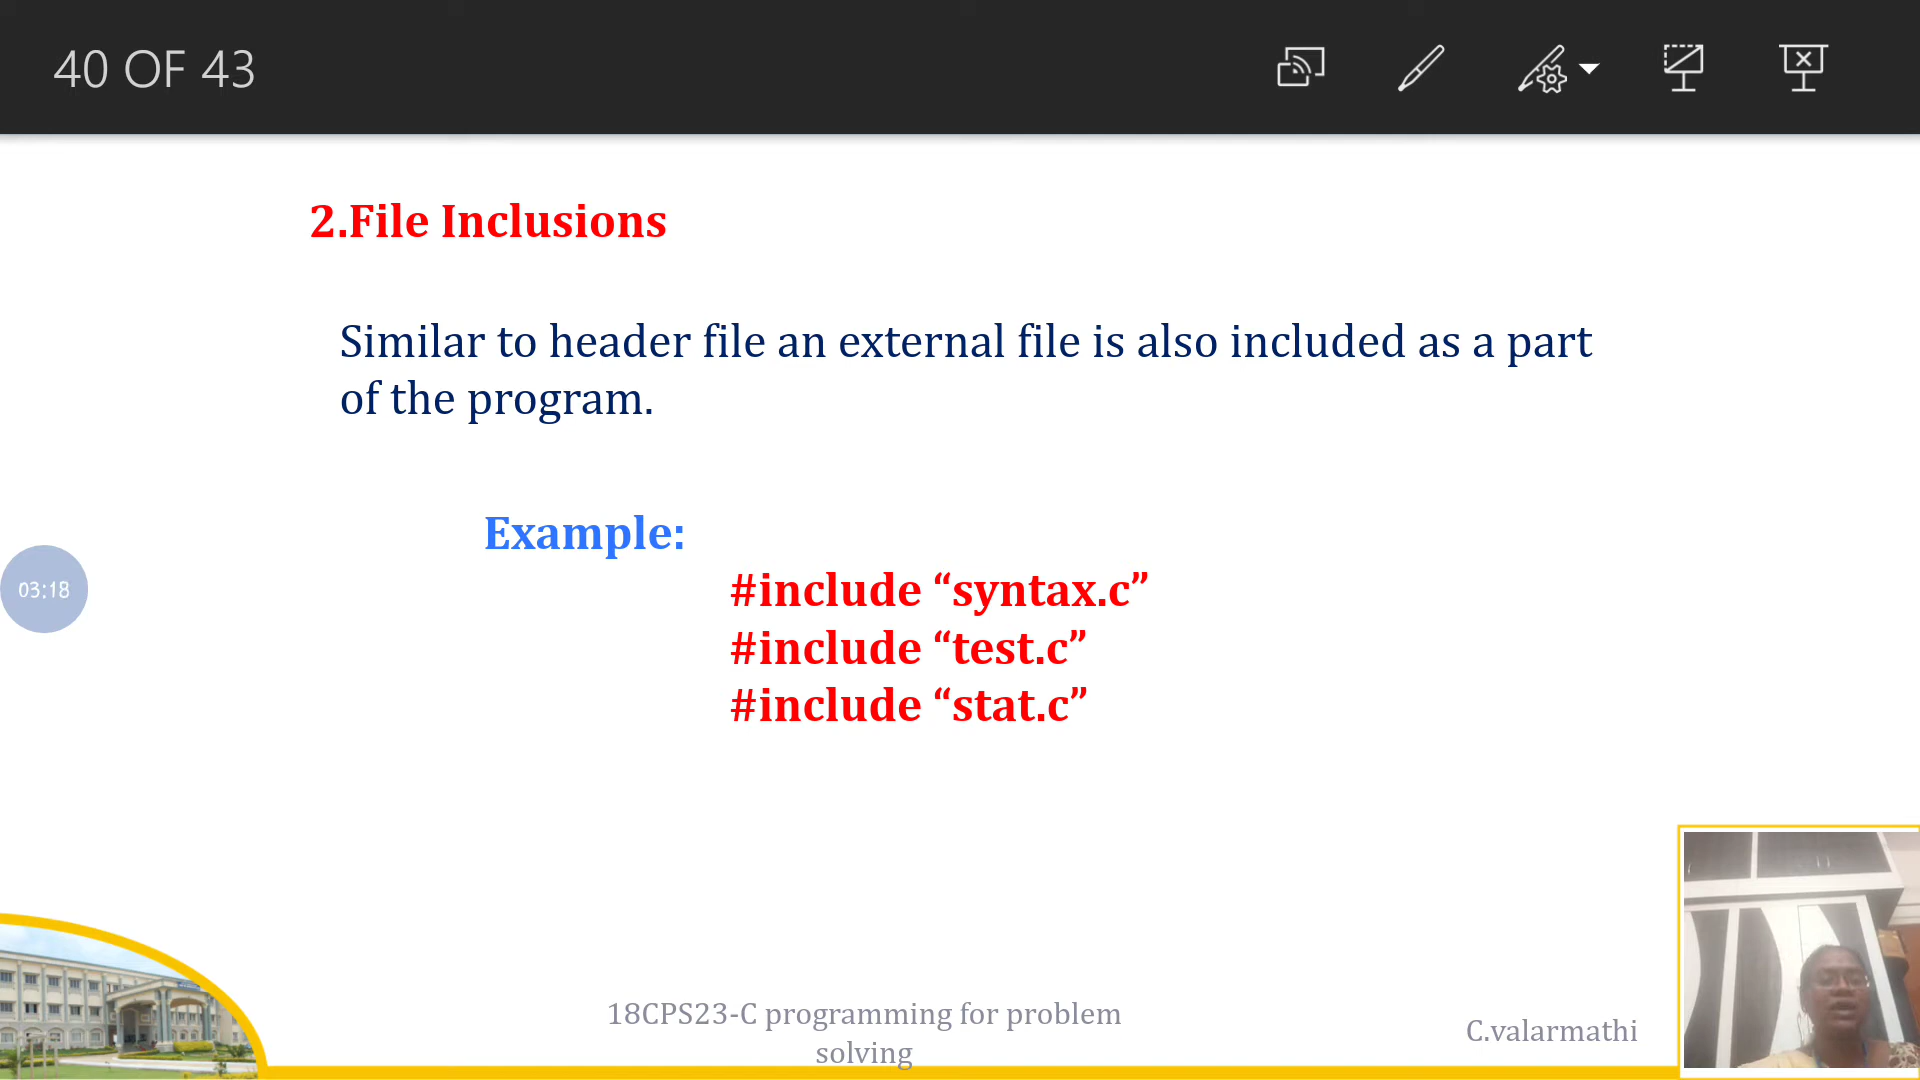 40 OF 43
2.File Inclusions
Similar to header file an external file is also included as a part
of the program.
Example:
#include “syntax.c”
#include “test.c”
#include “stat.c”
03:18
18CPS23-C programming for problem
solving
C.valarmathi